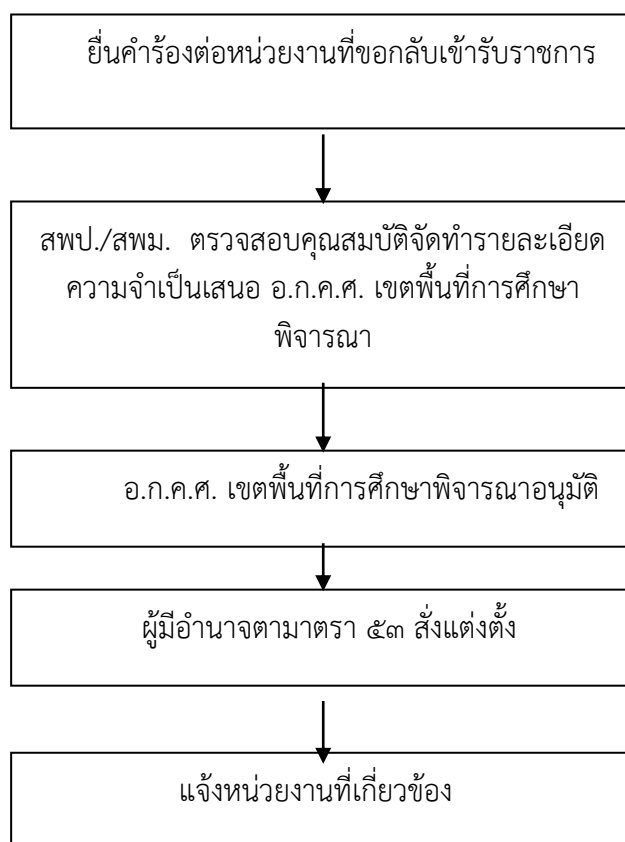 ยื่นคำร้องต่อหน่วยงานที่ขอกลับเข้ารับราชการ
สพป./สพม. ตรวจสอบคุณสมบัติจัดทำรายละเอียด
ความจำเป็นเสนอ อ.ก.ค.ศ. เขตพื้นที่การศึกษา
พิจารณา
อ.ก.ค.ศ. เขตพื้นที่การศึกษาพิจารณาอนุมัติ
ผู้มีอำนาจตามาตรา ๕๓ สั่งแต่งตั้ง
แจ้งหน่วยงานที่เกี่ยวข้อง